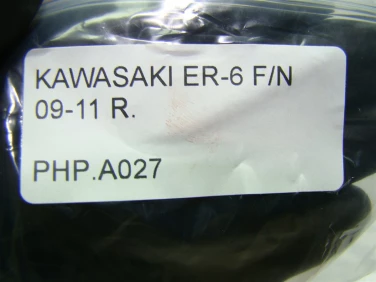 KAWASAKI ER-6 F/N
09-11 R.
PHP.A027